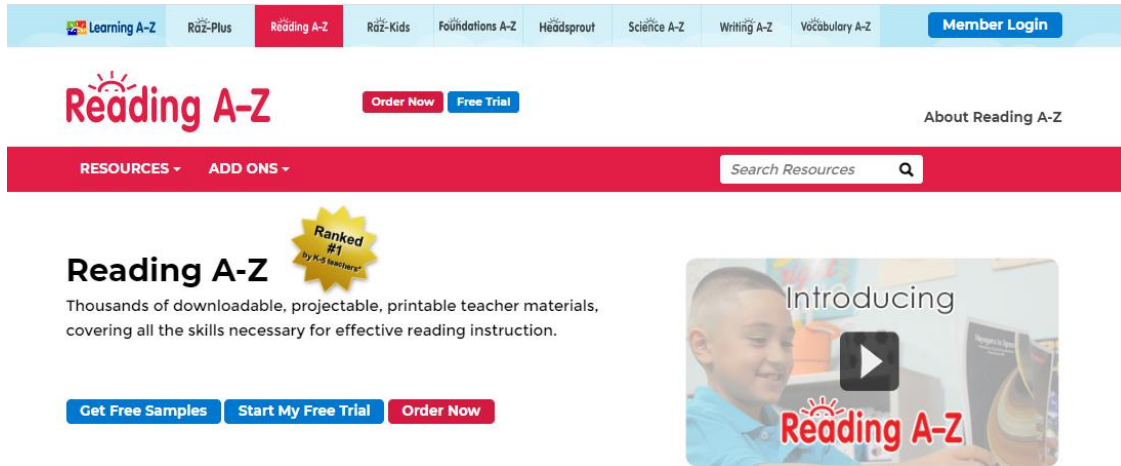 Learning A-Z Raz-Plus Reading A-Z Raz-Kids Foundations A-Z Headsprout Science A-Z Writing A-Z Vocabulary A-Z Member Login
Reading A-Z Order Now Free Trial
About Reading A-Z
RESOURCES ADD ONS Search Resources
Ranked
#1
by K-5 teachers*
Reading A-Z
Thousands of downloadable, projectable, printable teacher materials,
covering all the skills necessary for effective reading instruction.
Get Free Samples Start My Free Trial Order Now
Introducing
Reading A-Z